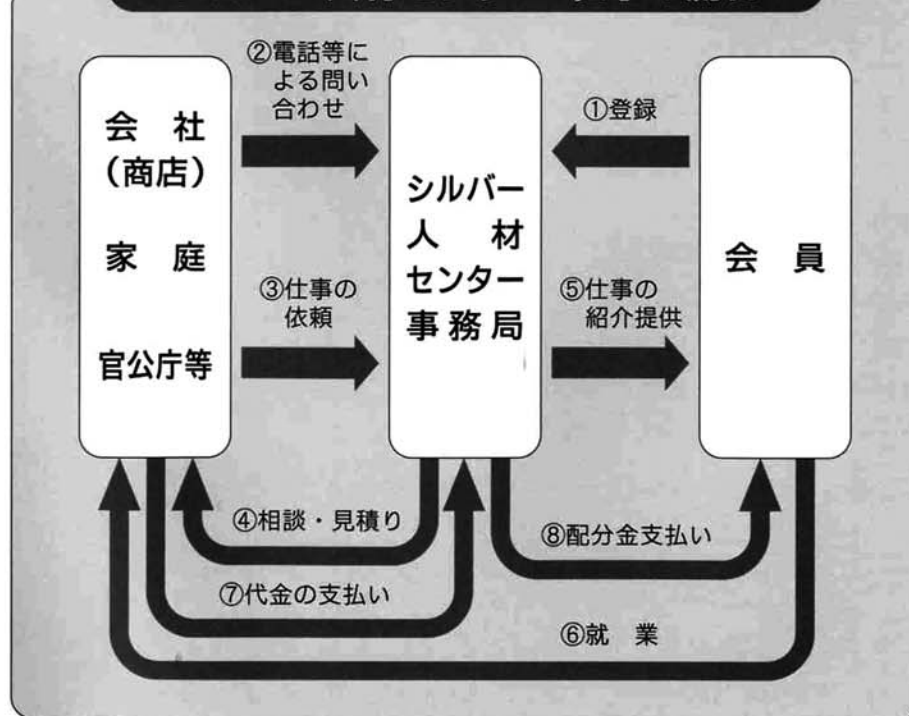 ②電話等に
よる問い
合わせ
①登録
会 社
(商店)
家 庭
官公庁等
シルバー
人 材
センター
事務局
会 員
③仕事の
依頼
⑤仕事の
紹介提供
④相談・見積り
⑧配分金支払い
⑦代金の支払い
⑥就 業